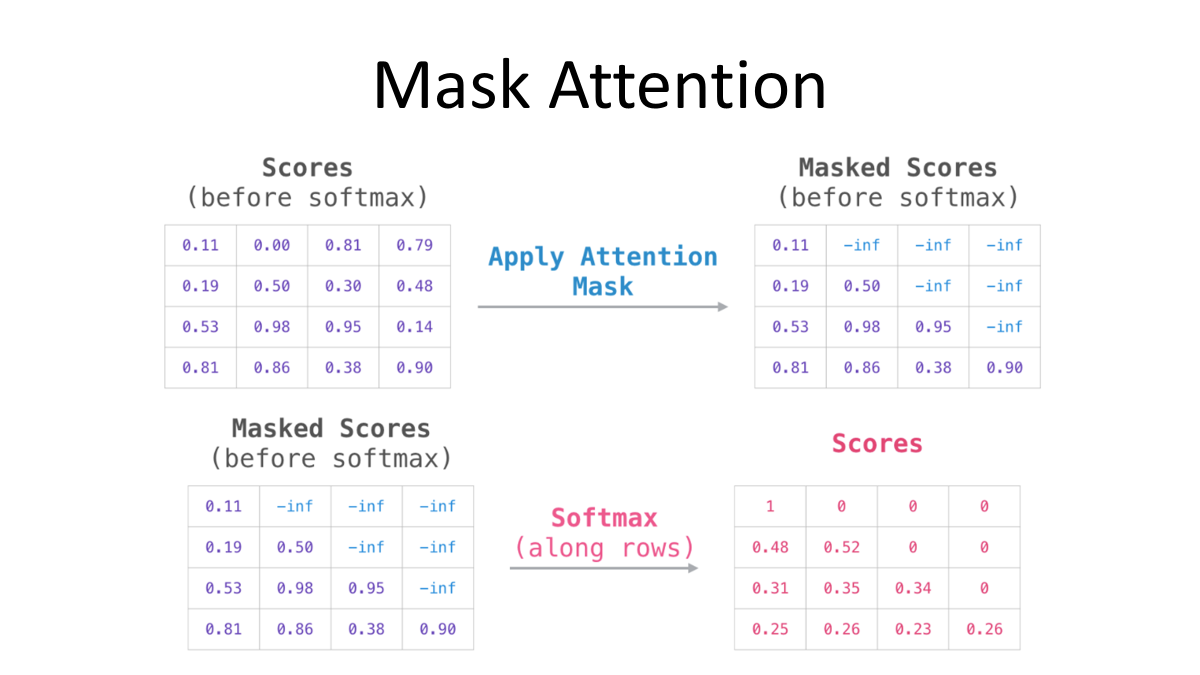 Mask Attention
Scores
(before softmax)
0.11 0.00 0.81 0.79
0.19 0.50 0.30 0.48
0.53 0.98 0.95 0.14
0.81 0.86 0.38 0.90
Apply Attention
Mask
Masked Scores
(before softmax)
0.11 -inf -inf -inf
0.19 0.50 -inf -inf
0.53 0.98 0.95 -inf
0.81 0.86 0.38 0.90
Masked Scores
(before softmax)
0.11 -inf -inf -inf
0.19 0.50 -inf -inf
0.53 0.98 0.95 -inf
0.81 0.86 0.38 0.90
Softmax
(along rows)
Scores
1 0 0 0
0.48 0.52 0 0
0.31 0.35 0.34 0
0.25 0.26 0.23 0.26